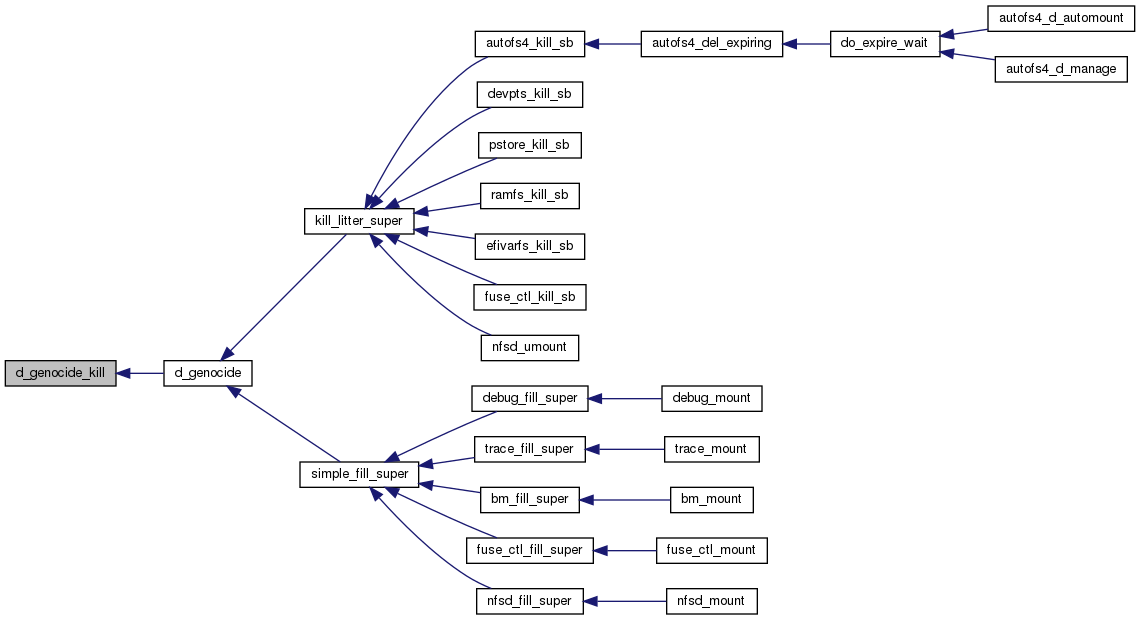 autofs4_d_automount
autofs4_kill_sb
autofs4_del_expiring
do_expire_wait
autofs4_d_manage
devpts_kill_sb
pstore_kill_sb
ramfs_kill_sb
kill_litter_super
efivarfs_kill_sb
fuse_ctl_kill_sb
nfsd_umount
d_genocide_kill
d_genocide
debug_fill_super
debug_mount
trace_fill_super
trace_mount
simple_fill_super
bm_fill_super
bm_mount
fuse_ctl_fill_super
fuse_ctl_mount
nfsd_fill_super
nfsd_mount